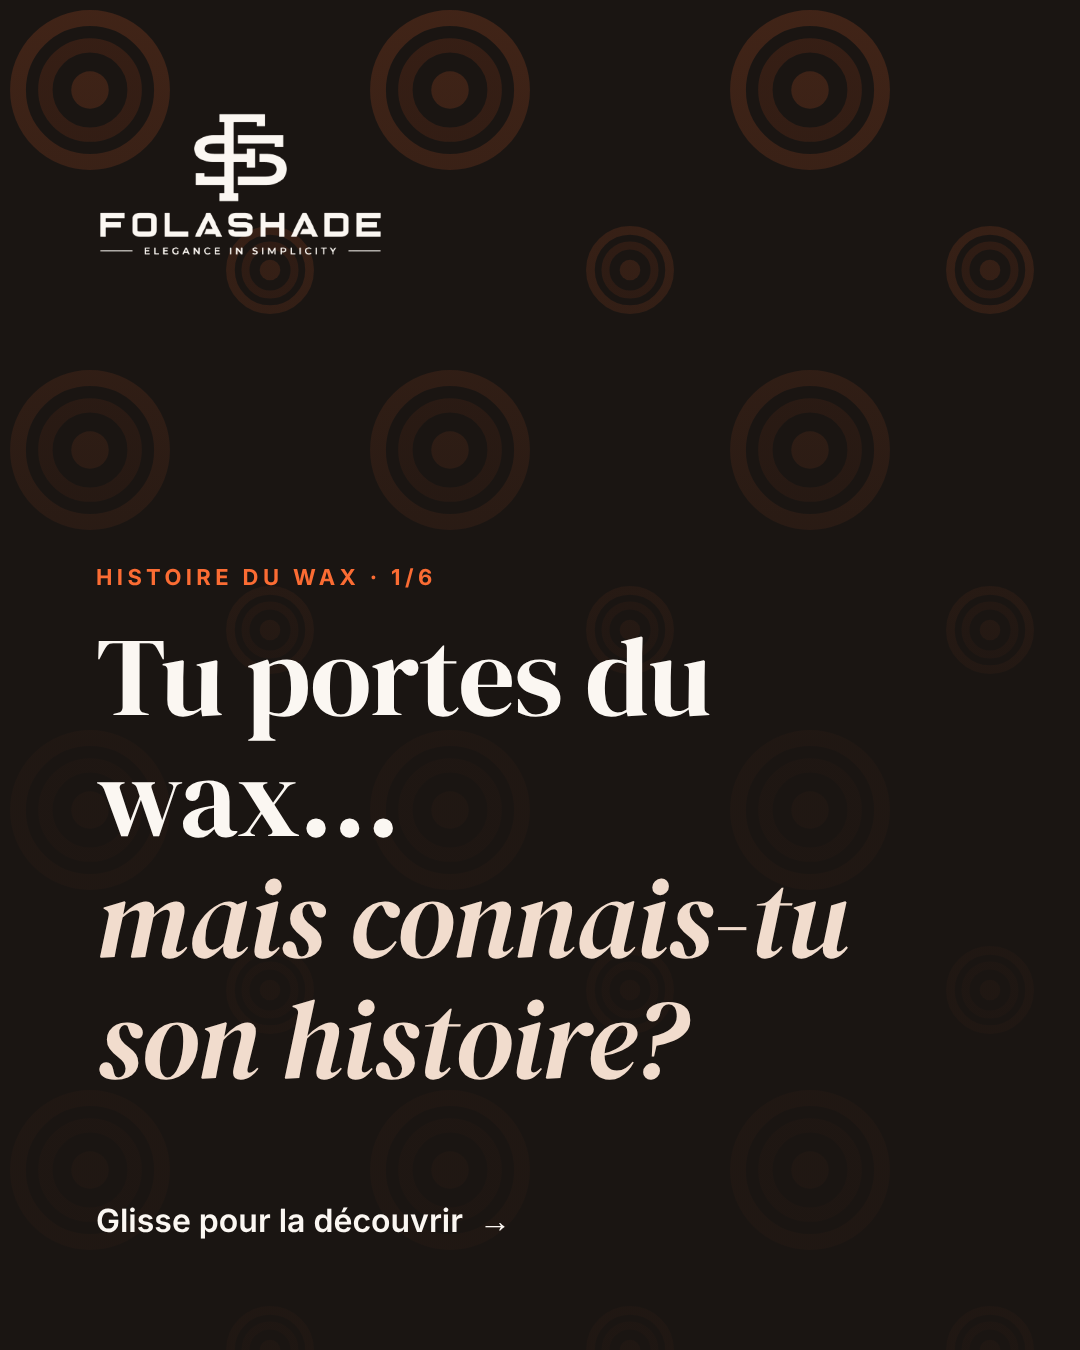 FS
FOLASHADE
ELEGANCE IN SIMPLICITY
HISTOIRE DU WAX · 1/6
Tu portes du
wax...
mais connais-tu
son histoire?
Glisse pour la découvrir →